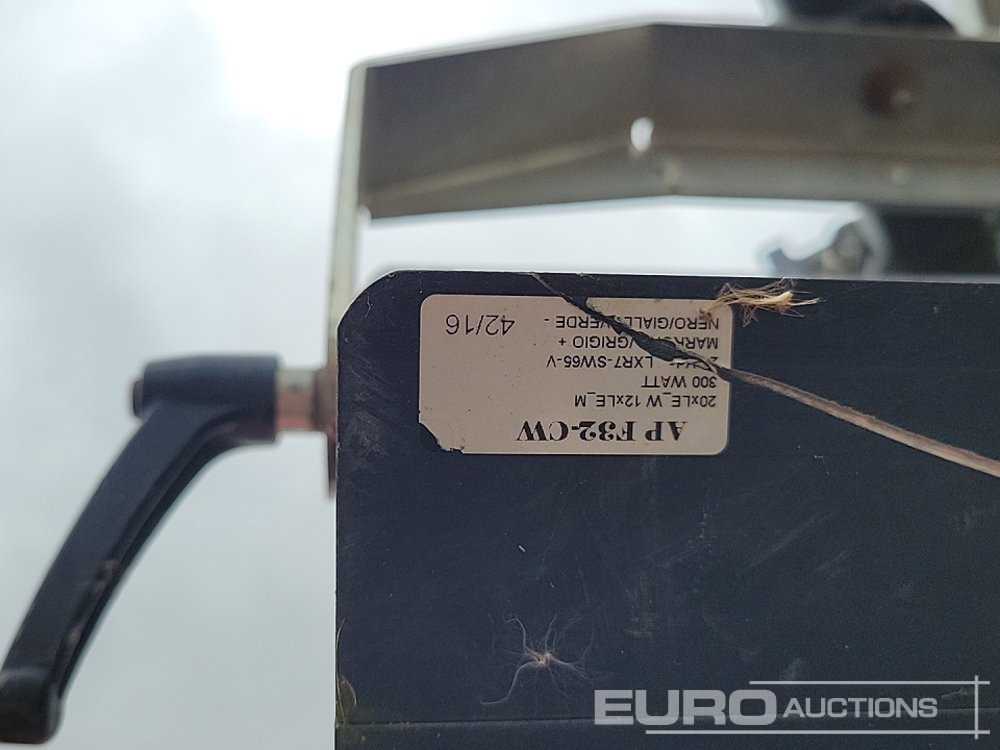 AP F32-CW
20xLE_W 12xLE_M
300 WATT
LXR7-SW65-V
/GRIGIO +
NERO/GIALL VERDE -
42/16
EURO AUCTIONS